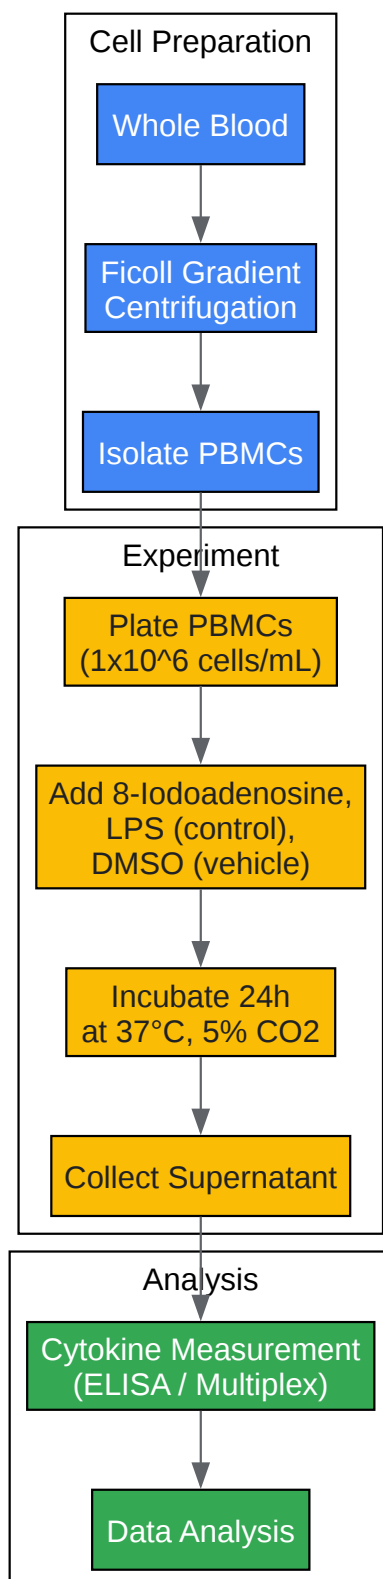 Cell Preparation
Whole Blood
Ficoll Gradient
Centrifugation
Isolate PBMCs
Experiment
Plate PBMCs
(1x10^6 cells/mL)
Add 8-Iodoadenosine,
LPS (control),
DMSO (vehicle)
Incubate 24h
at 37°C, 5% CO2
Collect Supernatant
Analysis
Cytokine Measurement
(ELISA / Multiplex)
Data Analysis